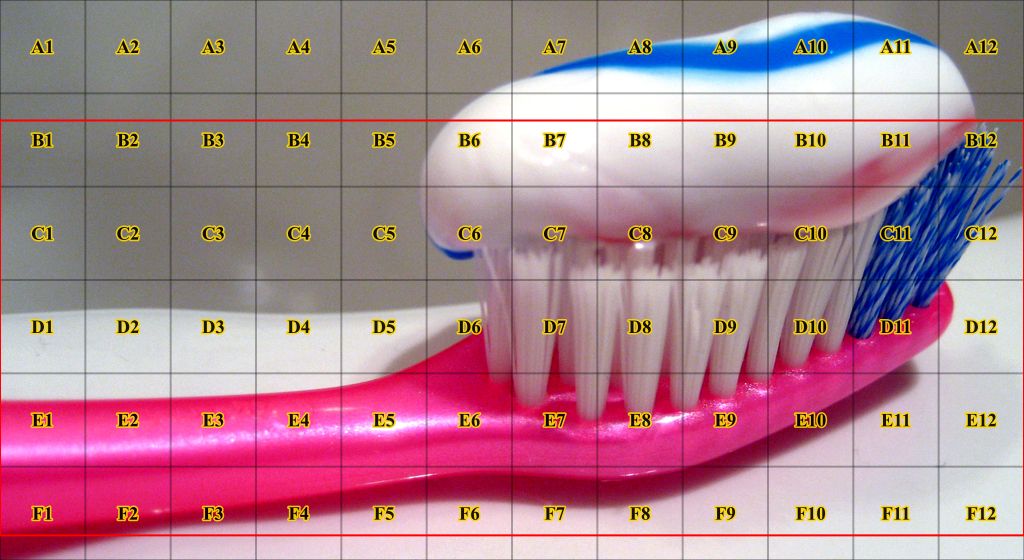 A1 A2 A3 A4 A5 A6 A7 A8 A9 A10 A11 A12
B1 B2 B3 B4 B5 B6 B7 B8 B9 B10 B11 B12
C1 C2 C3 C4 C5 C6 C7 C8 C9 C10 C11 C12
D1 D2 D3 D4 D5 D6 D7 D8 D9 D10 D11 D12
E1 E2 E3 E4 E5 E6 E7 E8 E9 E10 E11 E12
F1 F2 F3 F4 F5 F6 F7 F8 F9 F10 F11 F12